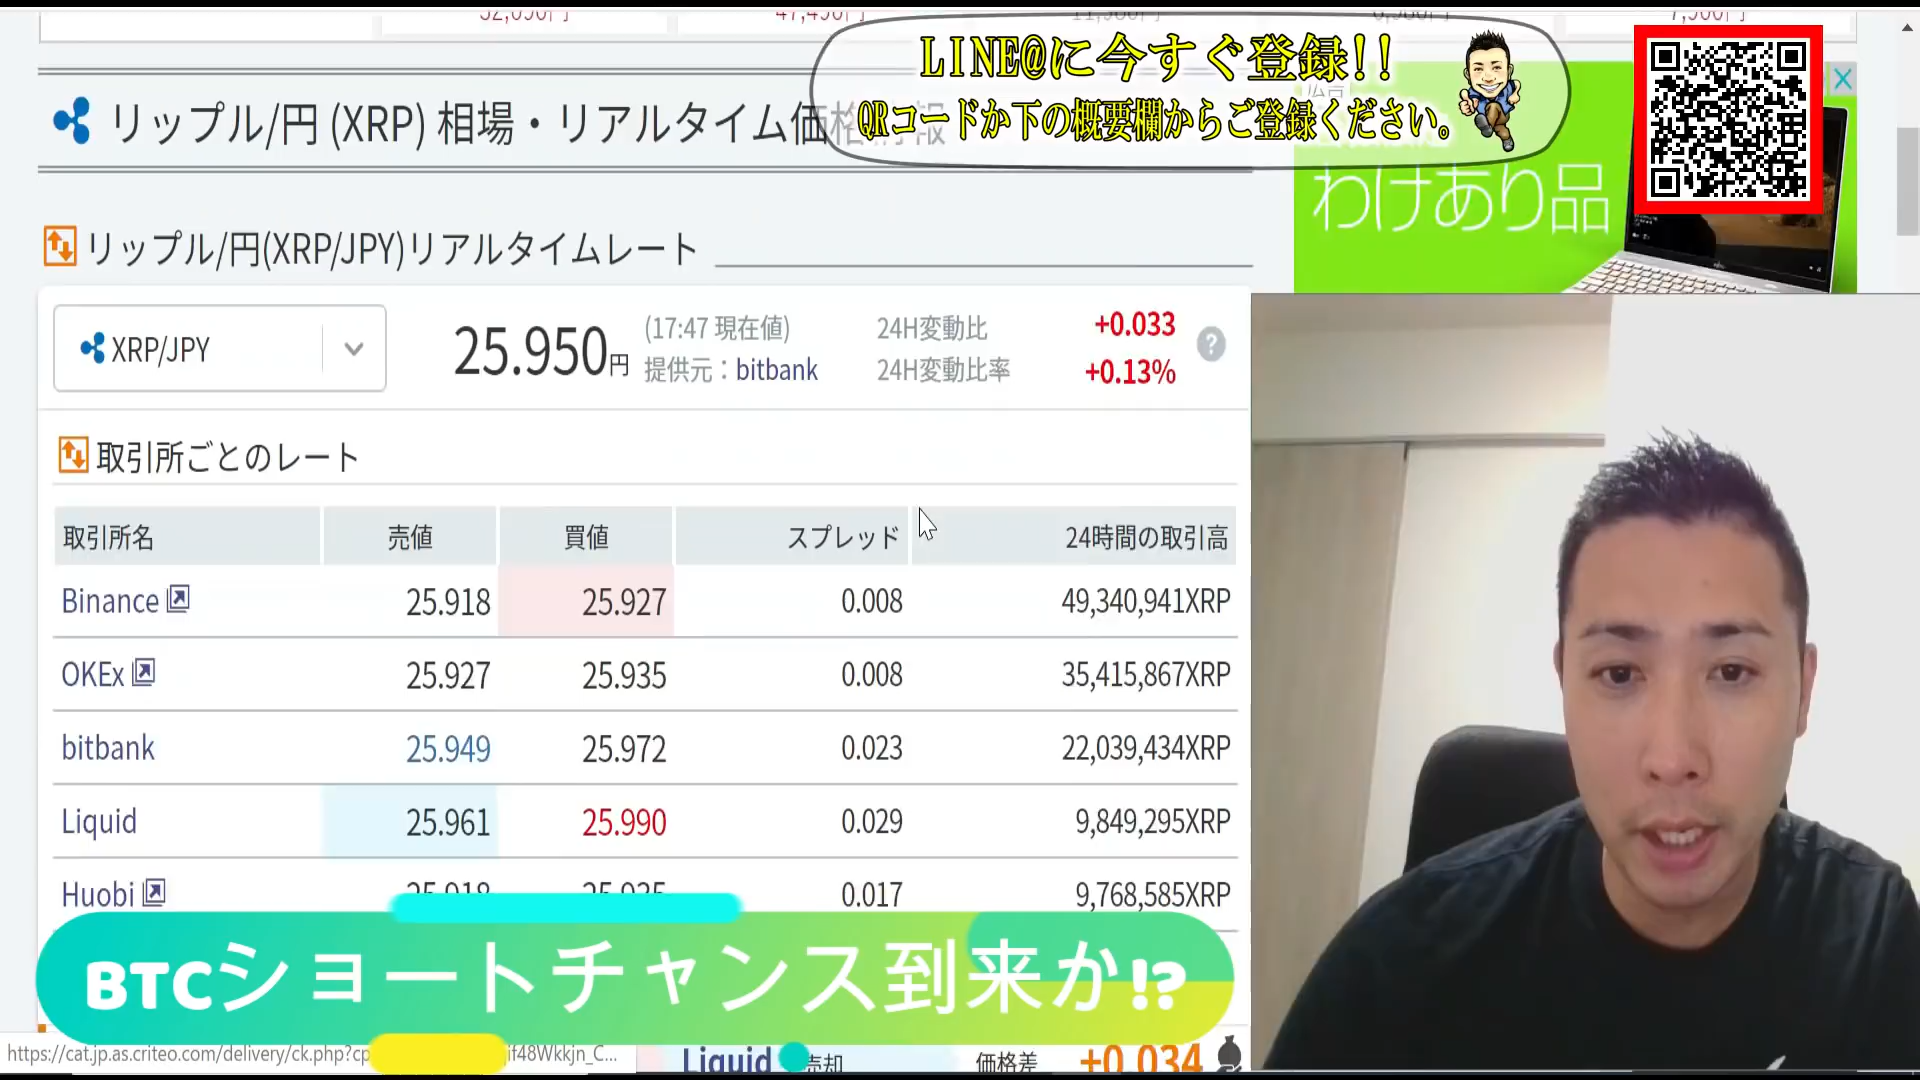 LINE@に今すぐ登録!!
QRコードか下の概要欄からご登録ください。
リップル/円 (XRP) 相場・リアルタイム価格
わけあり品
リップル/円(XRP/JPY)リアルタイムレート
XRP/JPY
25.950円
(17:47 現在値)
提供元：bitbank
24H変動比 +0.033
24H変動比率 +0.13%
?
取引所ごとのレート
取引所名 売値 買値 スプレッド 24時間の取引高
Binance 25.918 25.927 0.008 49,340,941XRP
OKEx 25.927 25.935 0.008 35,415,867XRP
bitbank 25.949 25.972 0.023 22,039,434XRP
Liquid 25.961 25.990 0.029 9,849,295XRP
Huobi 25.918 25.935 0.017 9,768,585XRP
BTCショートチャンス到来か!?
https://cat.jp.as.criteo.com/delivery/ck.php?cp
Liquid 売却 価格差 +0.034